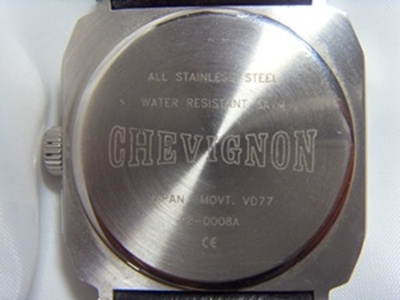 ALL STAINLESS STEEL
WATER RESISTANT
CHEVIGNON
MOVT. VD77
CE